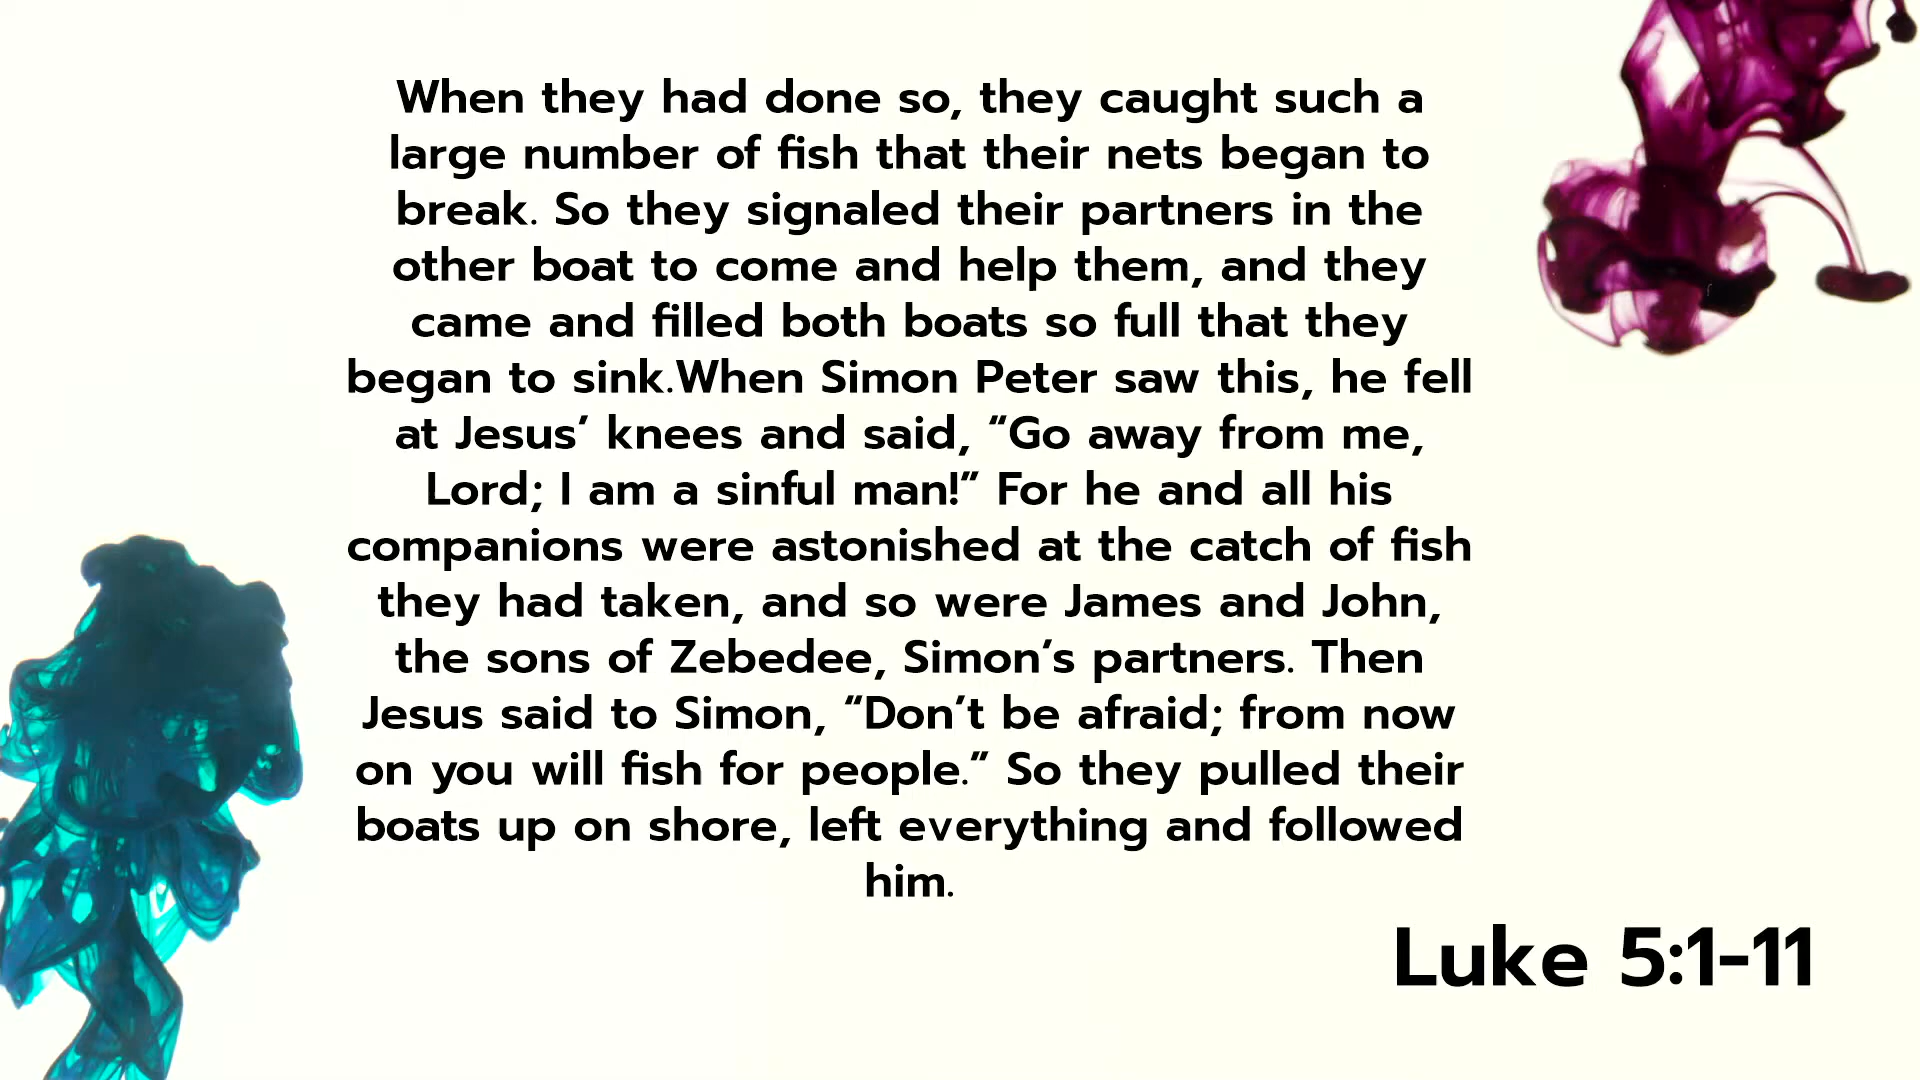 When they had done so, they caught such a
large number of fish that their nets began to
break. So they signaled their partners in the
other boat to come and help them, and they
came and filled both boats so full that they
began to sink.When Simon Peter saw this, he fell
at Jesus’ knees and said, “Go away from me,
Lord; I am a sinful man!” For he and all his
companions were astonished at the catch of fish
they had taken, and so were James and John,
the sons of Zebedee, Simon’s partners. Then
Jesus said to Simon, “Don’t be afraid; from now
on you will fish for people.” So they pulled their
boats up on shore, left everything and followed
him.
Luke 5:1-11